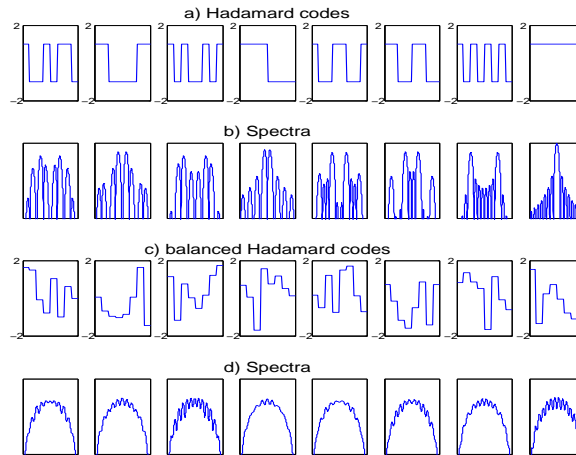 a) Hadamard codes
2 2 2 2 2 2 2 2
−2 −2 −2 −2 −2 −2 −2 −2
b) Spectra
c) balanced Hadamard codes
2 2 2 2 2 2 2 2
−2 −2 −2 −2 −2 −2 −2 −2
d) Spectra